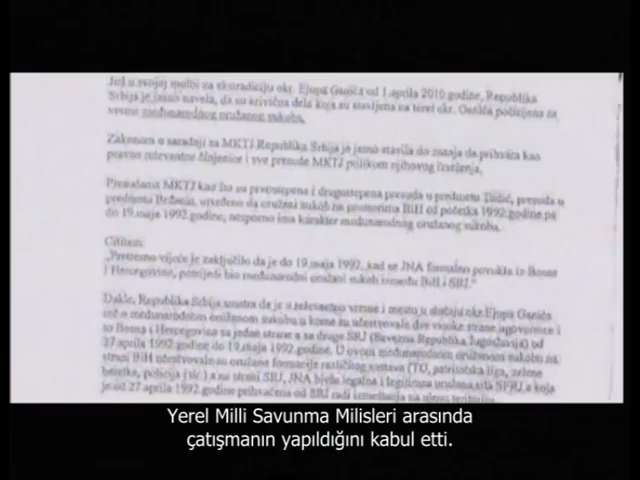 Još u svojoj molbi za ekstradiciju okr. Ejupa Ganića od 1.aprila 2010.godine, Republika
Srbija je jasno navela, da su krivična dela koja su stavljena na teret okr. Ganića počinjena za
vreme međunarodnog oružanog sukoba.
Zakonom o saradnji sa MKTJ Republika Srbija je jasno stavila do znanja da prihvata kao
pravno relevantne činjenice i sve presude MKTJ prilikom njihovog izvršenja.
Presudama MKTJ kao što su prvostepena i drugostepena presuda u predmetu Tadić, presuda u
predmetu utvrđeno da oružani sukob na prostorima BiH od početka 1992.godine pa
do 19.maja 1992.godine, nesporno ima karakter međunarodnog oružanog sukoba.
Citiram:
„Pretresno vijeće je zaključilo da je do 19.maja 1992. kad se JNA formalno povukla iz Bosne
i Hercegovine, postojao međunarodni oružani sukob između BiH i SRJ.“
Dakle, Republika Srbija smatra da je u relevantno vreme i mesto u slučaju okr.Ejupa Ganića
reč o međunarodnom oružanom sukobu u kome su učestvovale dve visoke strane ugovornice i
to Bosna i Hercegovina sa jedne strane a sa druge SRJ (Savezna Republika Jugoslavija) od
27 aprila 1992.godine do 19.maja 1992.godine. U ovom međunarodnom oružanom sukobu na
strani BiH učestvovale su oružane formacije različitog sastava (TO, patriotska liga, zelene
beretke, policija i sl.) a na strani SRJ, JNA bivša legalna i legitimna oružana sila SFRJ a koja
je od 27 aprila 1992.godine prihvaćena od SRJ radi
Yerel Milli Savunma Milisleri arasında
çatışmanın yapıldığını kabul etti.